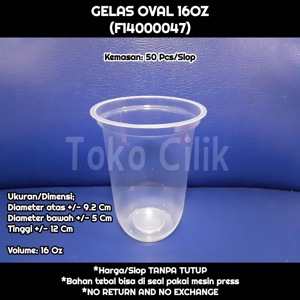 GELAS OVAL 16OZ
(F14000047)
Kemasan: 50 Pcs/Slop
Toko Cilik
Ukuran/Dimensi;
Diameter atas +/- 9.2 Cm
Diameter bawah +/- 5 Cm
Tinggi +/- 12 Cm
Volume: 16 Oz
*Harga/Slop TANPA TUTUP
*Bahan tebal bisa di seal pakai mesin press
*NO RETURN AND NO EXCHANGE